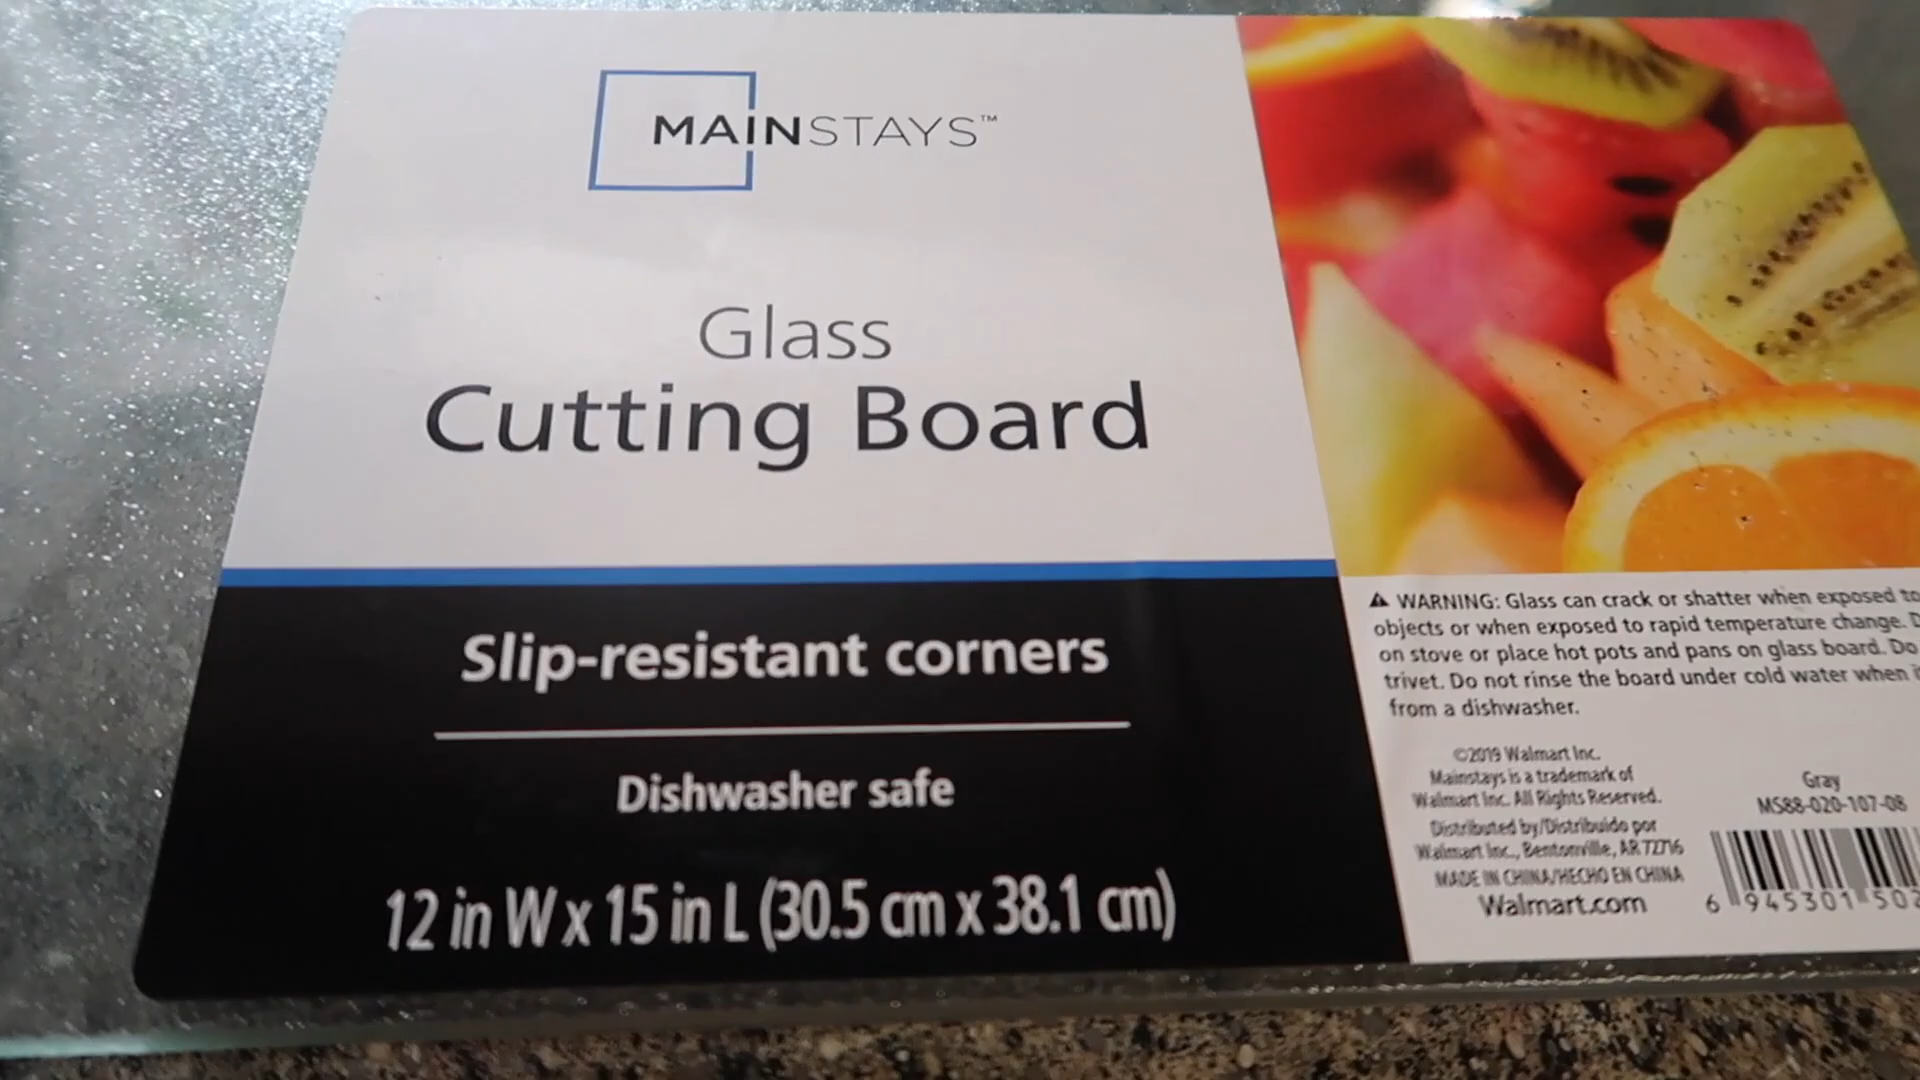 MAINSTAYS™
Glass
Cutting Board
Slip-resistant corners
Dishwasher safe
12 in W x 15 in L (30.5 cm x 38.1 cm)
WARNING: Glass can crack or shatter when exposed to
objects or when exposed to rapid temperature change.
on stove or place hot pots and pans on glass board. Do
trivet. Do not rinse the board under cold water when
from a dishwasher.
©2019 Walmart Inc.
Mainstays is a trademark of
Walmart Inc. All Rights Reserved.
Distributed by/Distribuido por
Walmart Inc., Bentonville, AR 72716
MADE IN CHINA/HECHO EN CHINA
Walmart.com
Gray
MS88-020-107-08
6 945301 502